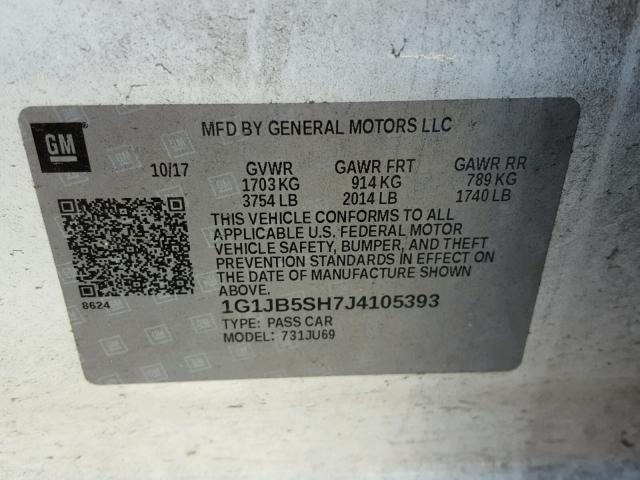 GM
MFD BY GENERAL MOTORS LLC
10/17 GVWR GAWR FRT GAWR RR
1703 KG 914 KG 789 KG
3754 LB 2014 LB 1740 LB
THIS VEHICLE CONFORMS TO ALL
APPLICABLE U.S. FEDERAL MOTOR
VEHICLE SAFETY, BUMPER, AND THEFT
PREVENTION STANDARDS IN EFFECT ON
THE DATE OF MANUFACTURE SHOWN
ABOVE.
8624
1G1JB5SH7J4105393
TYPE: PASS CAR
MODEL: 731JU69